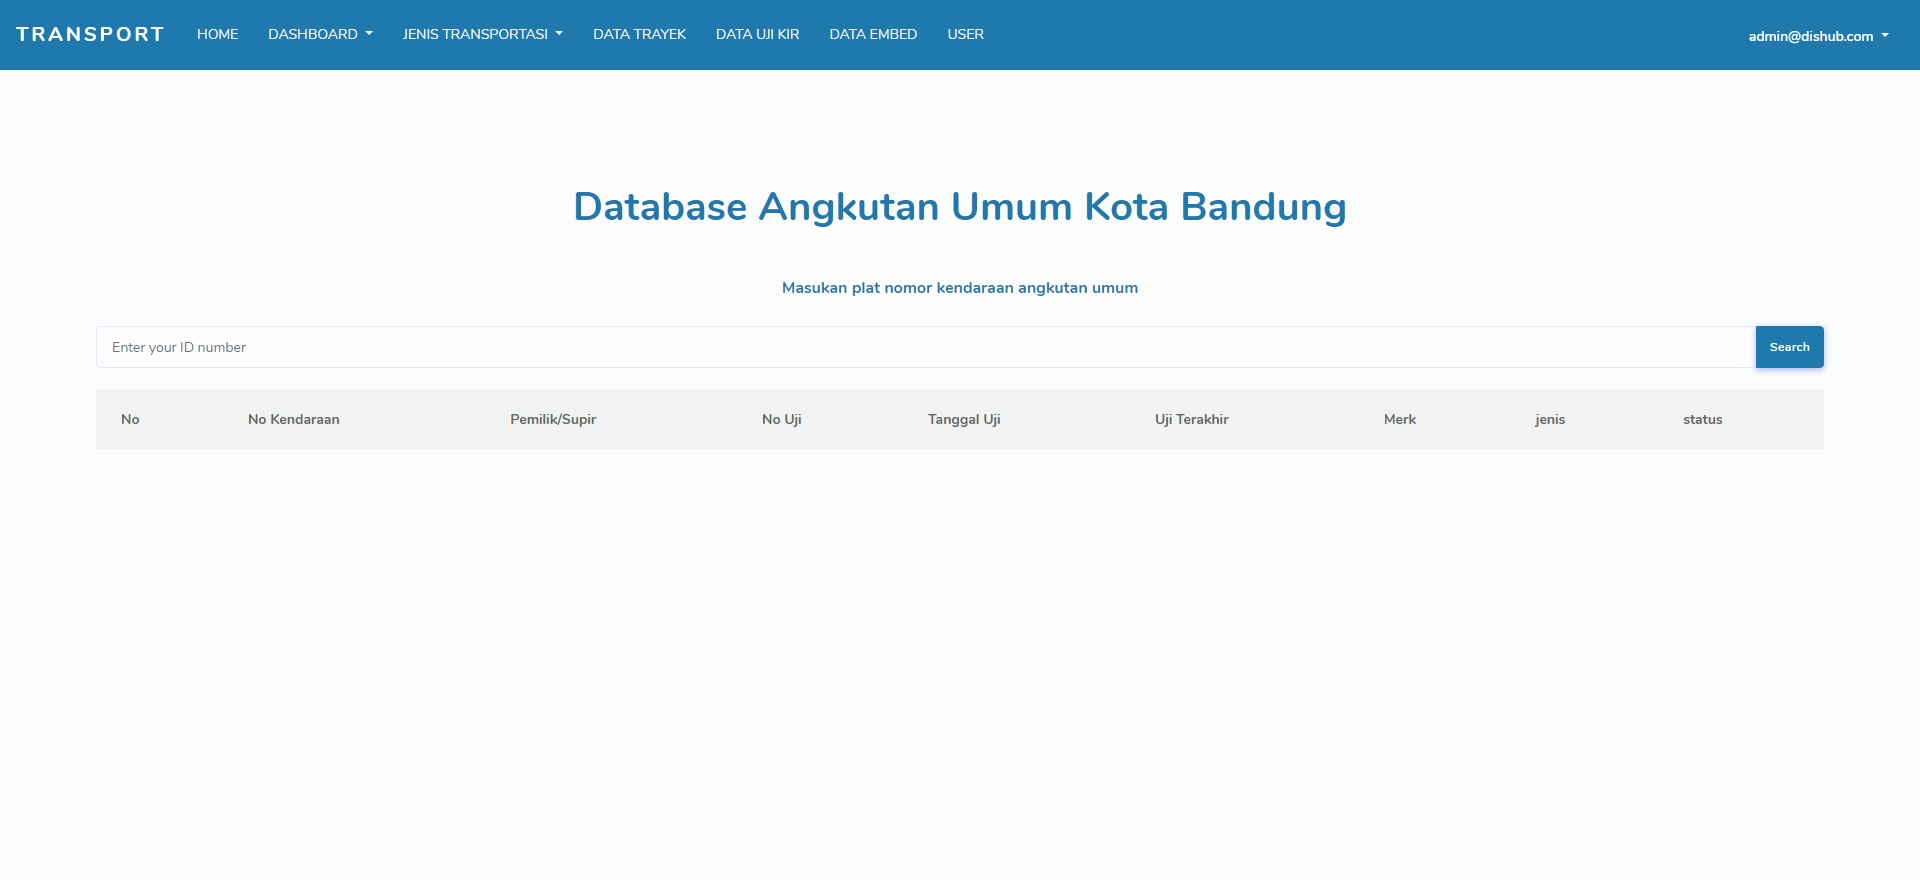 TRANSPORT HOME DASHBOARD JENIS TRANSPORTASI DATA TRAYEK DATA UJI KIR DATA EMBED USER admin@dishub.com
Database Angkutan Umum Kota Bandung
Masukan plat nomor kendaraan angkutan umum
Enter your ID number Search
No No Kendaraan Pemilik/Supir No Uji Tanggal Uji Uji Terakhir Merk jenis status